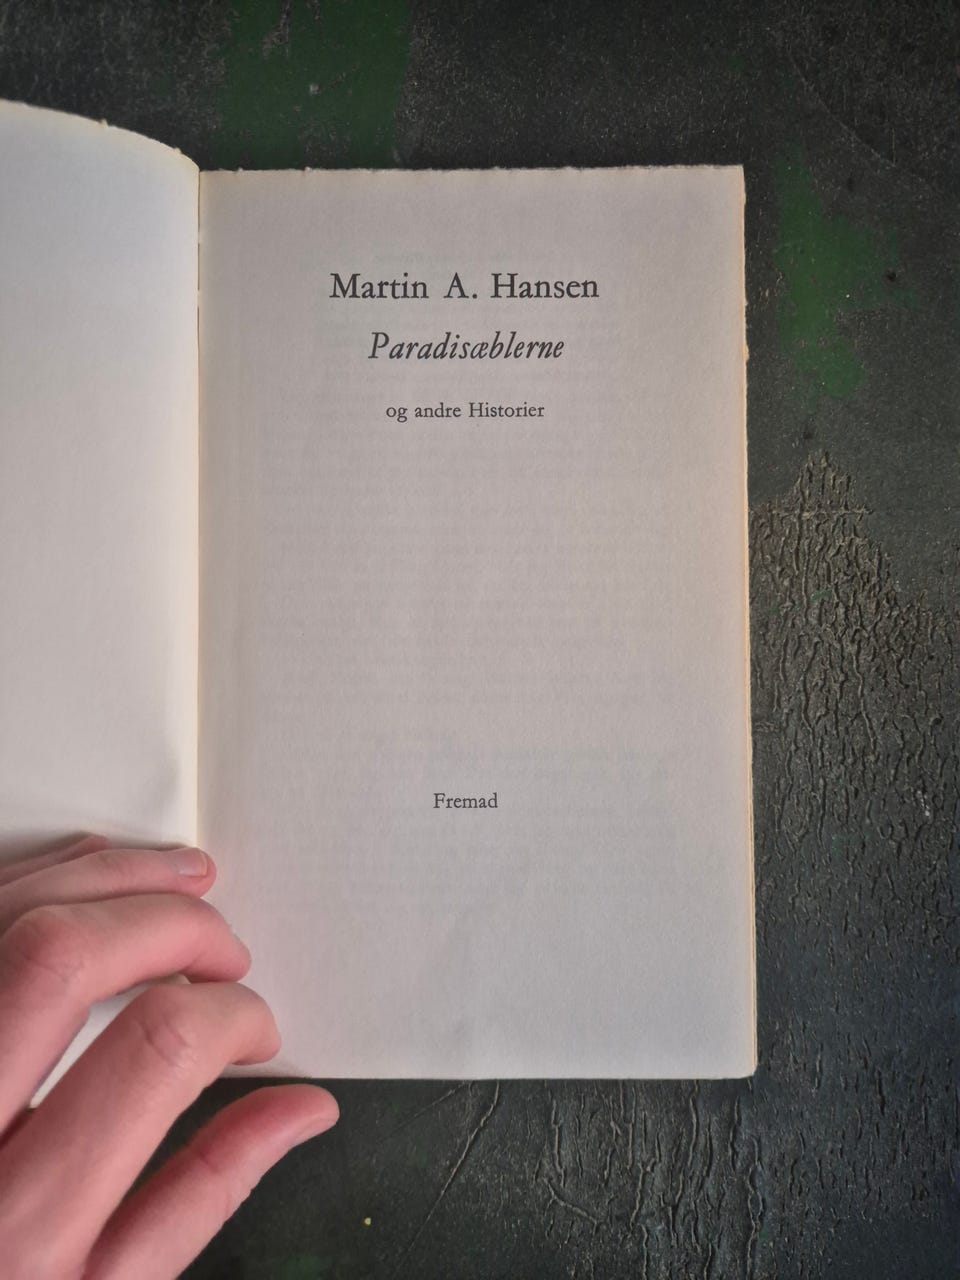 Martin A. Hansen
Paradisæblerne
og andre Historier
Fremad